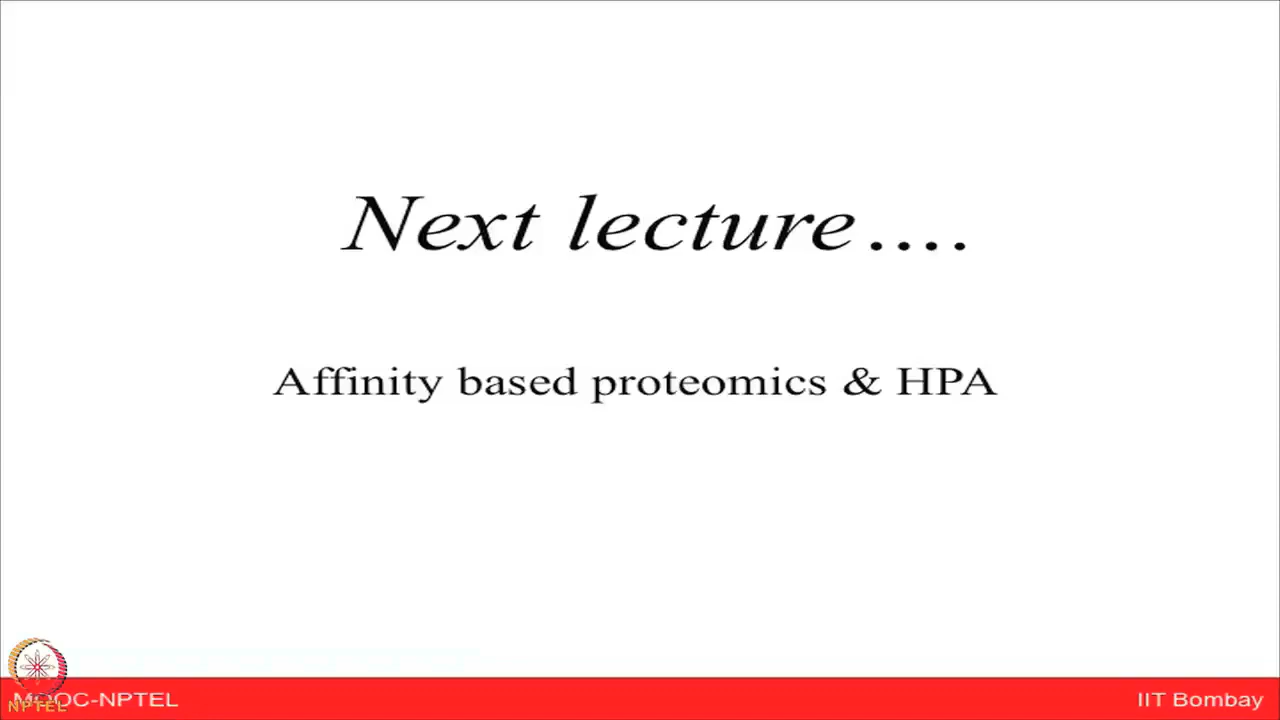 Next lecture….
Affinity based proteomics & HPA
MOOC-NPTEL
NPTEL
IIT Bombay